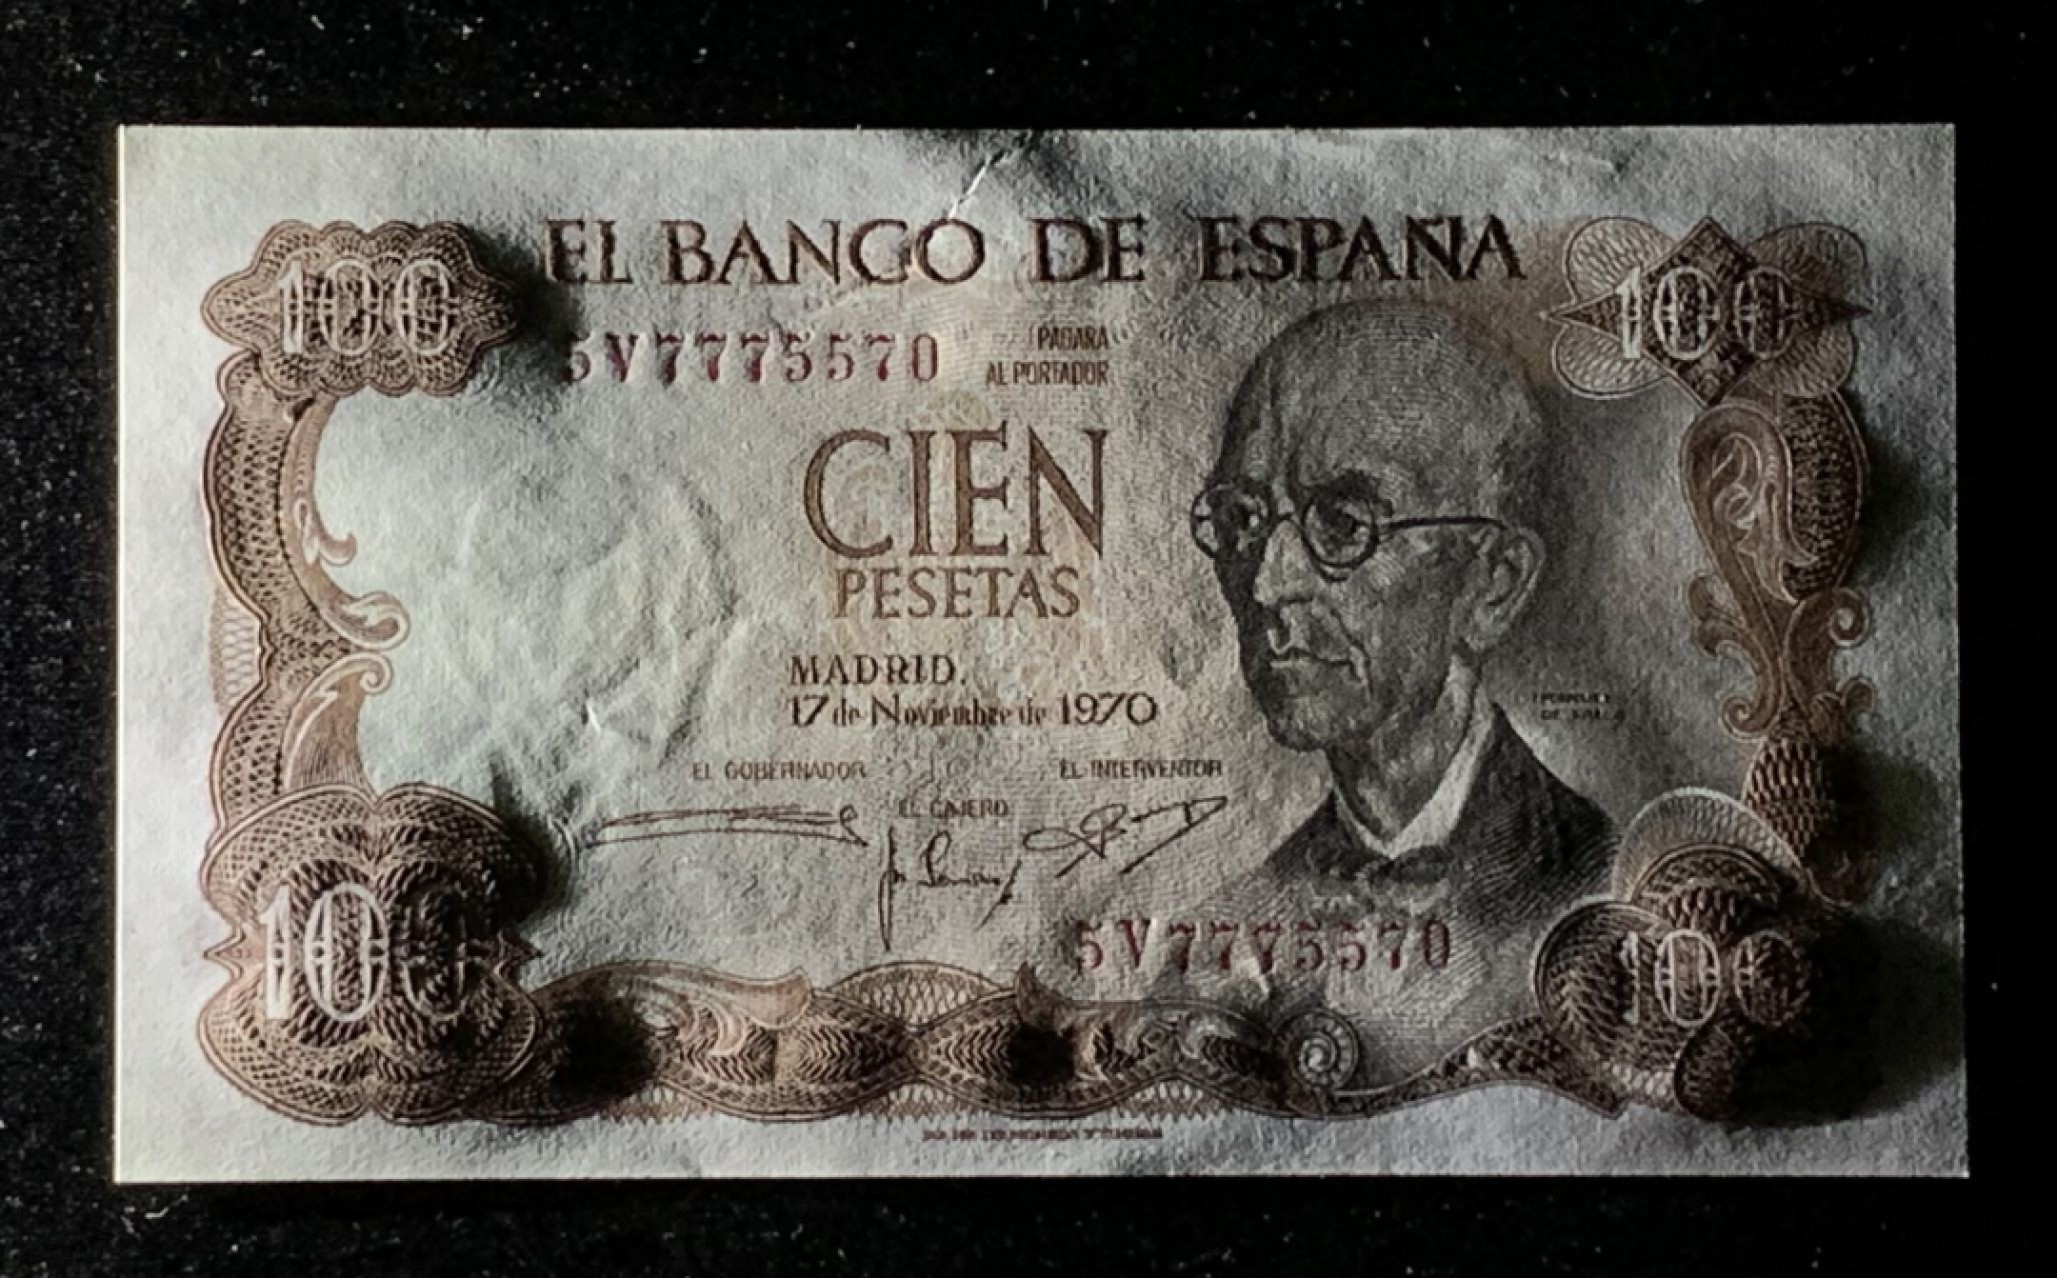 100
EL BANCO DE ESPAÑA
100
5V7775570
PAGARA
AL PORTADOR
CIEN
PESETAS
MADRID,
17 de Noviembre de 1970
EL GOBERNADOR
EL INTERVENTOR
EL CAJERO
5V7775570
100
100